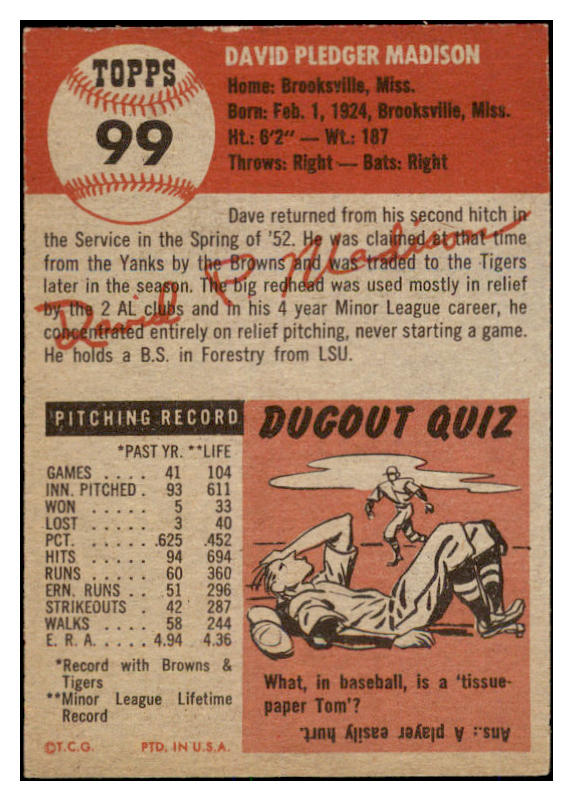 TOPPS
99
DAVID PLEDGER MADISON
Home: Brooksville, Miss.
Born: Feb. 1, 1924, Brooksville, Miss.
Ht.: 6'2" — Wt.: 187
Throws: Right — Bats: Right
Dave returned from his second hitch in
the Service in the Spring of '52. He was claimed at that time
from the Yanks by the Browns and was traded to the Tigers
later in the season. The big redhead was used mostly in relief
by the 2 AL clubs and in his 4 year Minor League career, he
concentrated entirely on relief pitching, never starting a game.
He holds a B.S. in Forestry from LSU.
David P. Madison
PITCHING RECORD
*PAST YR. **LIFE
GAMES . . . . 41 104
INN. PITCHED . 93 611
WON . . . . . 5 33
LOST . . . . . 3 40
PCT. . . . . . .625 .452
HITS . . . . . 94 694
RUNS . . . . . 60 360
ERN. RUNS . . 51 296
STRIKEOUTS . . 42 287
WALKS . . . . 58 244
E. R. A. . . . . 4.94 4.36
*Record with Browns &
Tigers
**Minor League Lifetime
Record
©T.C.G. PTD. IN U.S.A.
DUGOUT QUIZ
What, in baseball, is a 'tissue-
paper Tom'?
Ans.: A player easily hurt.